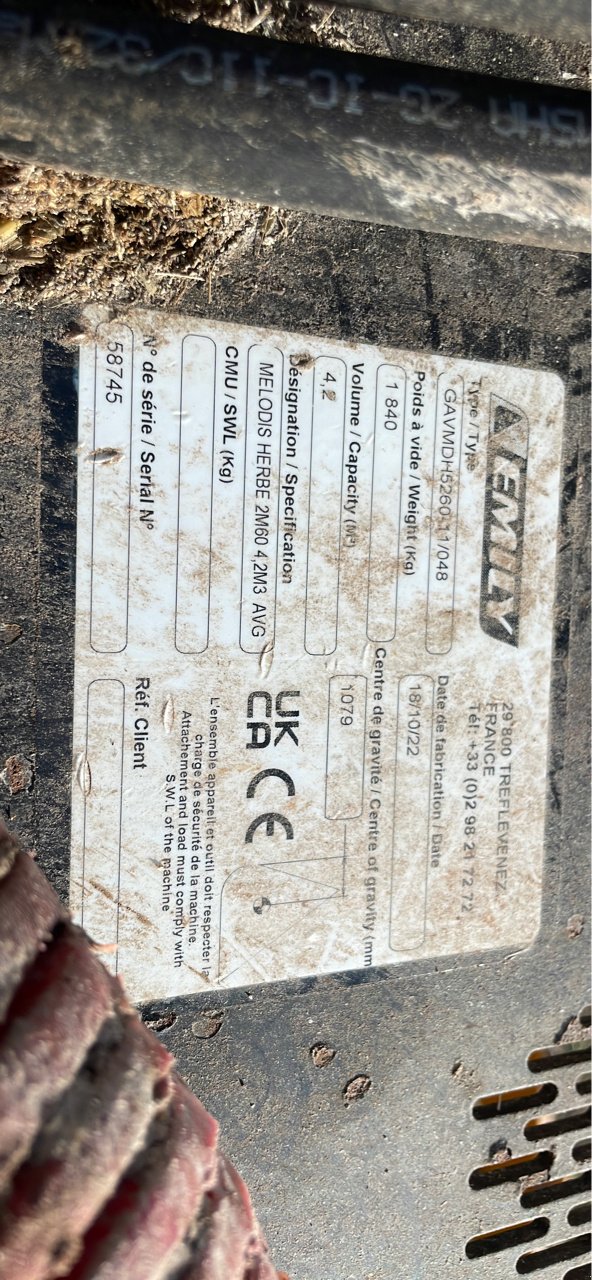 EMILY
29 800 TREFLEVENEZ
FRANCE
Tél: +33 (0)2 98 21 72 72
Type / Type
GAVMDH5260-11/048
Date de fabrication / Date
18/10/22
Poids à vide / Weight (Kg)
1 840
Centre de gravité / Centre of gravity (mm
1079
Volume / Capacity (M³)
4,2
Désignation / Specification
MELODIS HERBE 2M60 4,2M3 AVG
UK
CA
CE
CMU / SWL (Kg)
L'ensemble appareil et outil doit respecter la
charge de sécurité de la machine.
Attachement and load must comply with
S.W.L of the machine
N° de série / Serial N°
58745
Réf. Client
-